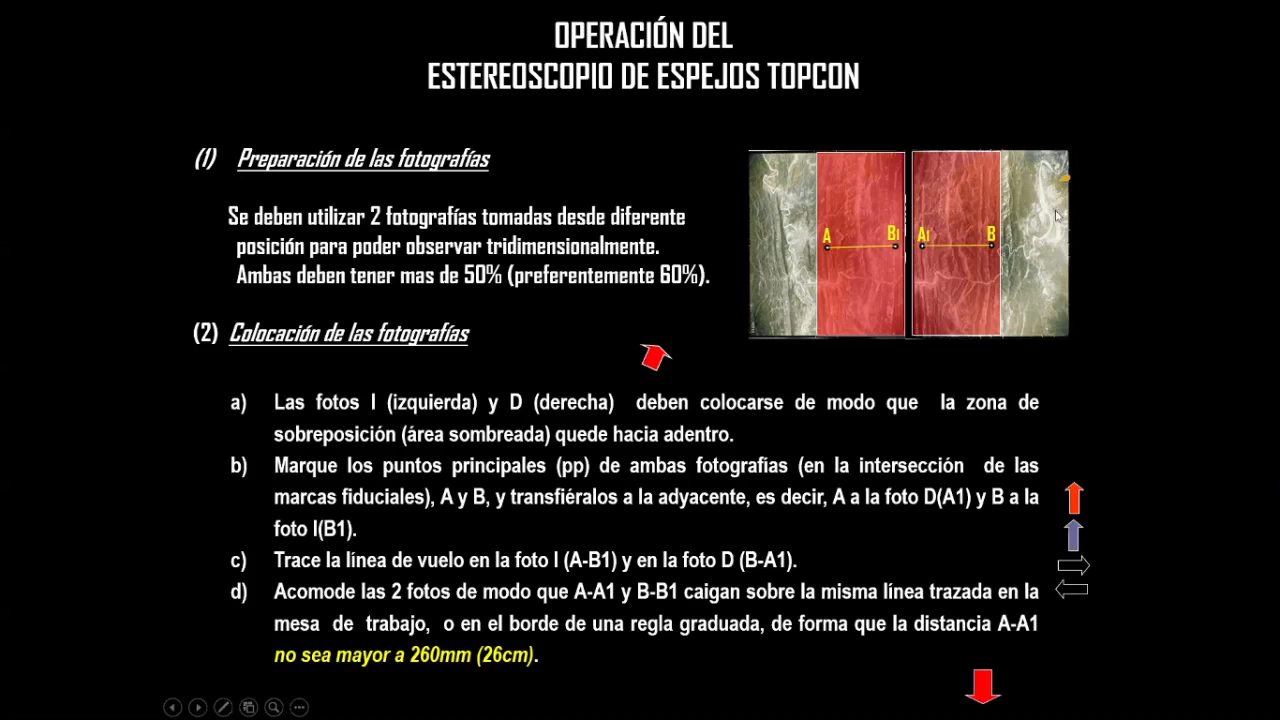 OPERACIÓN DEL
ESTEREOSCOPIO DE ESPEJOS TOPCON
(1) Preparación de las fotografías
Se deben utilizar 2 fotografías tomadas desde diferente
posición para poder observar tridimensionalmente.
Ambas deben tener mas de 50% (preferentemente 60%).
A B1 A1 B
(2) Colocación de las fotografías
a) Las fotos I (izquierda) y D (derecha) deben colocarse de modo que la zona de
sobreposición (área sombreada) quede hacia adentro.
b) Marque los puntos principales (pp) de ambas fotografías (en la intersección de las
marcas fiduciales), A y B, y transfiéralos a la adyacente, es decir, A a la foto D(A1) y B a la
foto I(B1).
c) Trace la línea de vuelo en la foto I (A-B1) y en la foto D (B-A1).
d) Acomode las 2 fotos de modo que A-A1 y B-B1 caigan sobre la misma línea trazada en la
mesa de trabajo, o en el borde de una regla graduada, de forma que la distancia A-A1
no sea mayor a 260mm (26cm).